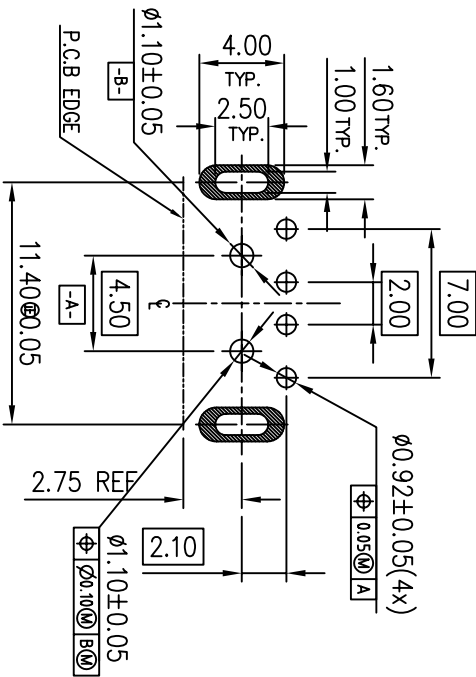 ø1.10±0.05
-B-
P.C.B EDGE
4.00
TYP.
2.50
TYP.
1.60 TYP.
1.00 TYP.
11.40 0.05
-A-
4.50
2.00
7.00
2.75 REF
2.10
ø0.92±0.05(4x)
⌖ 0.05Ⓜ A
ø1.10±0.05
⌖ Ø0.10Ⓜ BⓂ